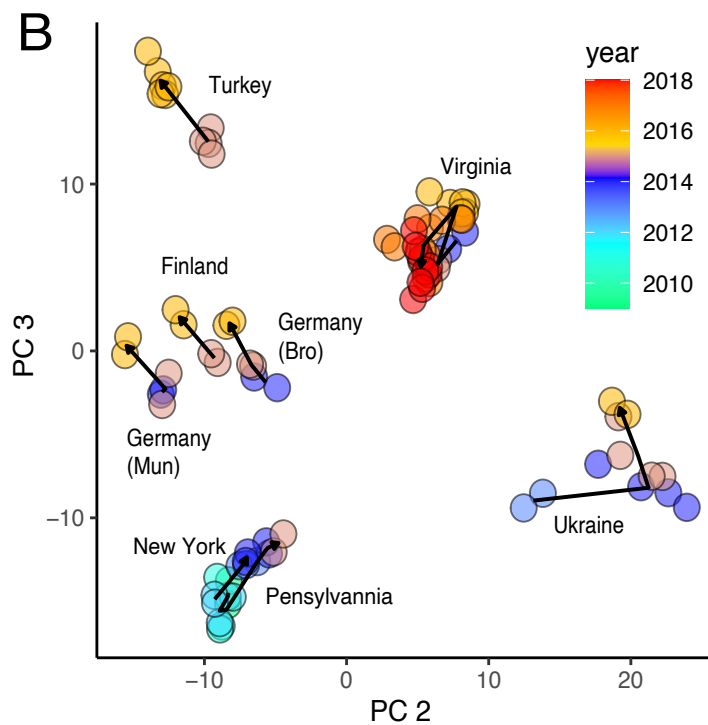 B
year
2018
2016
2014
2012
2010
Turkey
Virginia
Finland
Germany
(Bro)
Germany
(Mun)
New York
Pensylvannia
Ukraine
10
0
−10
PC 3
−10
0
10
20
PC 2